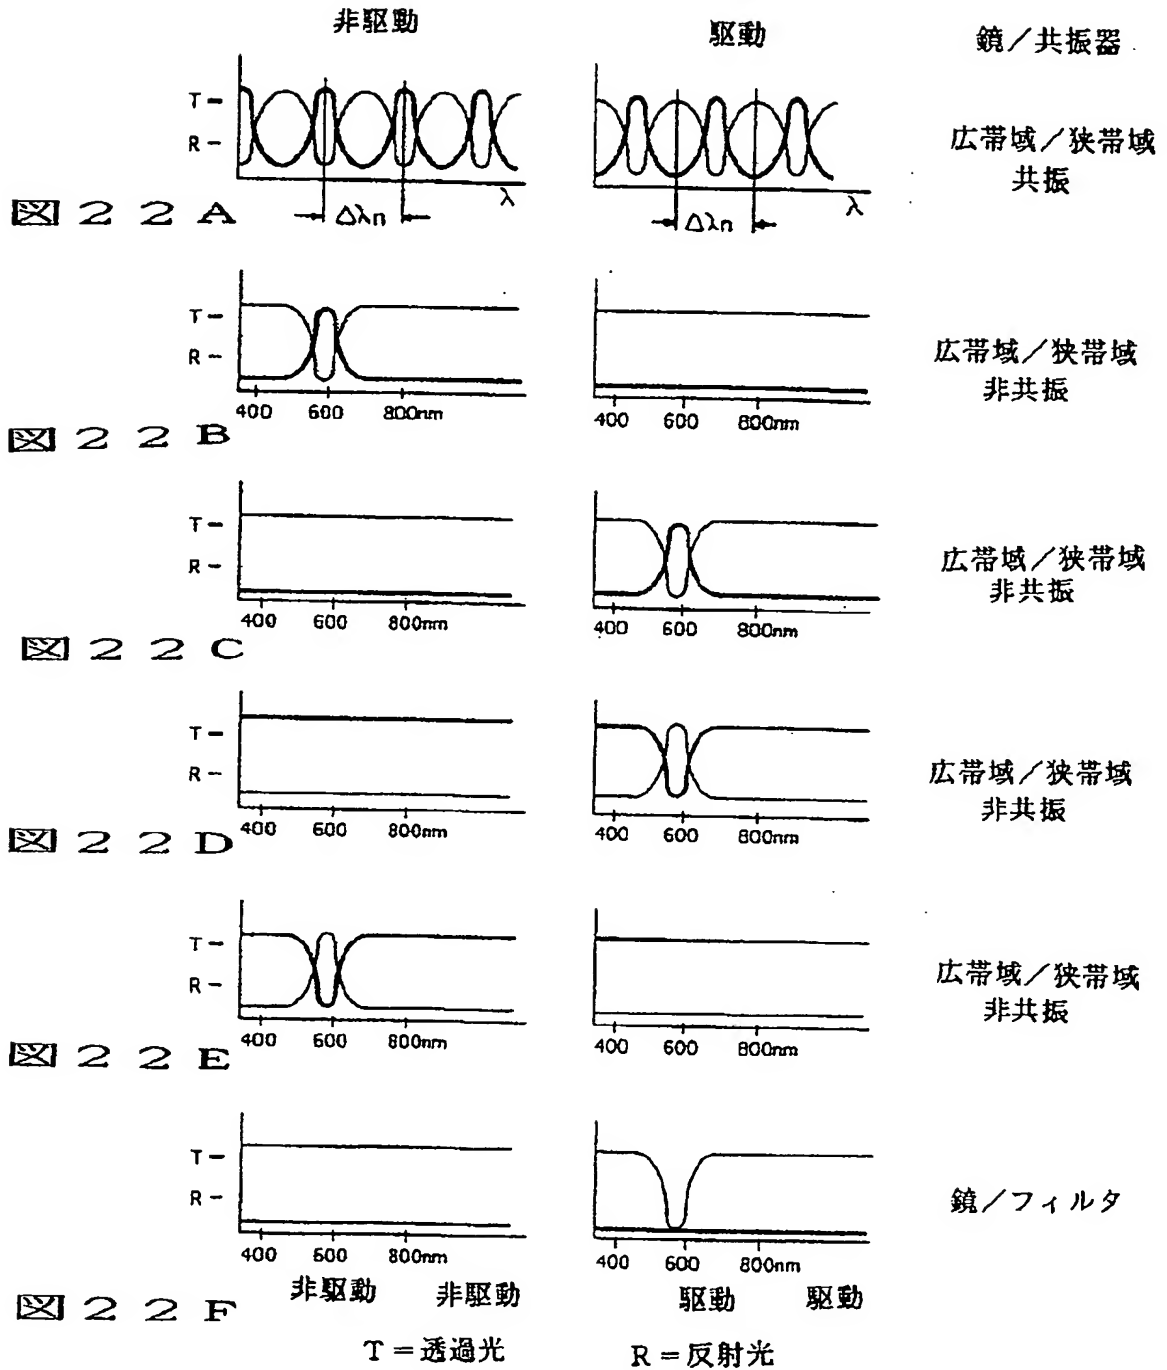 非駆動
駆動
鏡／共振器
T
R
λ
Δλn
λ
Δλn
広帯域／狭帯域
共振
図２２A
T
R
400 600 800nm
400 600 800nm
広帯域／狭帯域
非共振
図２２B
T
R
400 600 800nm
400 600 800nm
広帯域／狭帯域
非共振
図２２C
T
R
400 600 800nm
400 600 800nm
広帯域／狭帯域
非共振
図２２D
T
R
400 600 800nm
400 600 800nm
広帯域／狭帯域
非共振
図２２E
T
R
400 600 800nm
400 600 800nm
鏡／フィルタ
非駆動 非駆動
駆動 駆動
図２２F
T＝透過光 R＝反射光